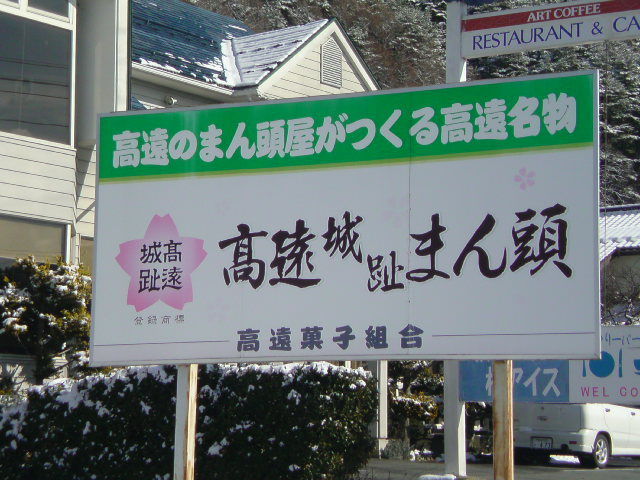 ART COFFEE
RESTAURANT & CA
高遠のまん頭屋がつくる高遠名物
高遠
城趾
登録商標
高遠城趾まん頭
高遠菓子組合
アイス
WEL CO